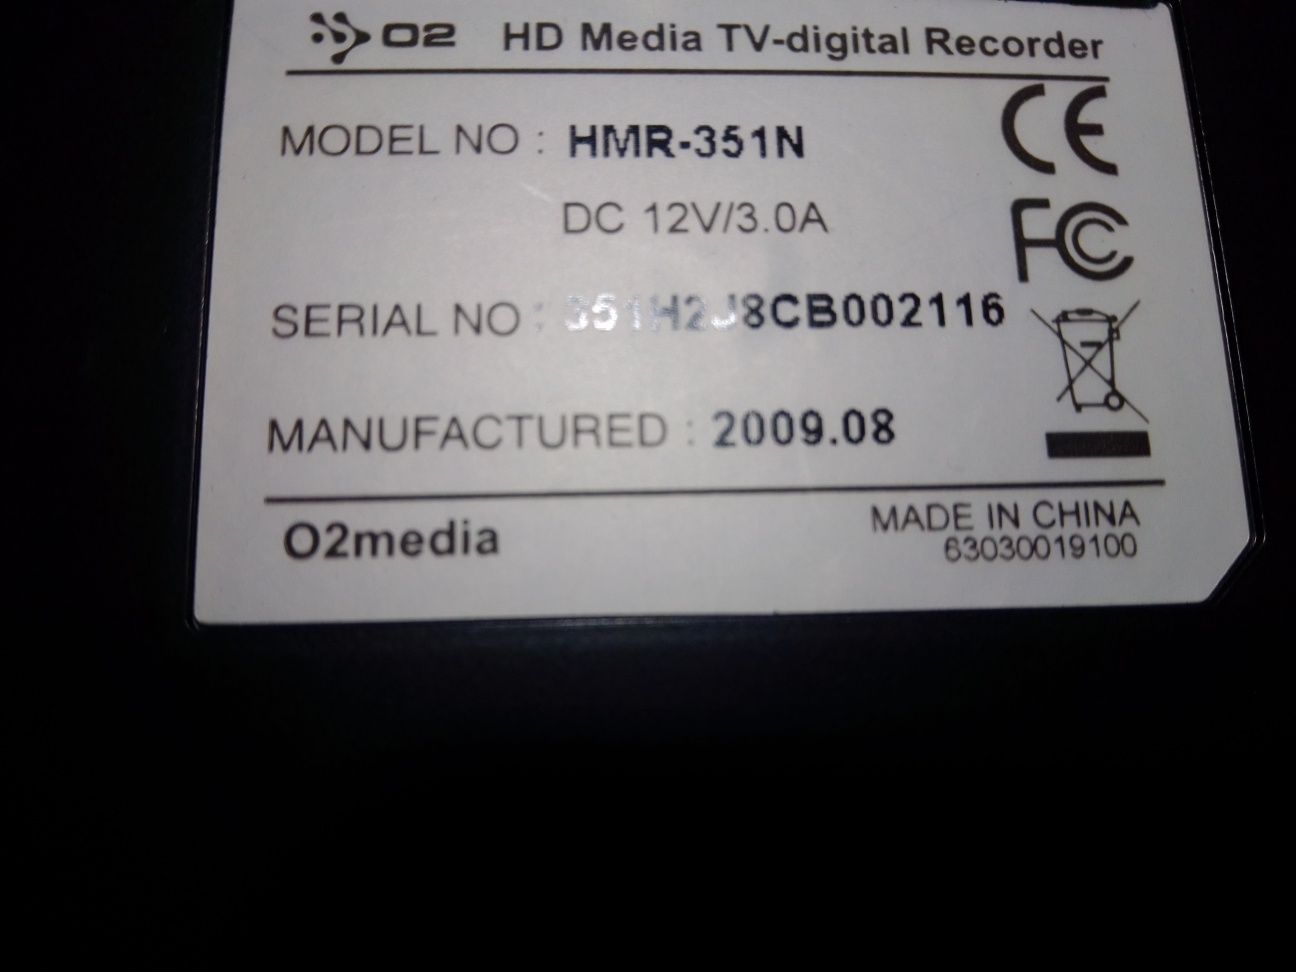 O2 HD Media TV-digital Recorder
MODEL NO : HMR-351N
CE
DC 12V/3.0A
FC
SERIAL NO : 351H2J8CB002116
MANUFACTURED : 2009.08
O2media
MADE IN CHINA
63030019100